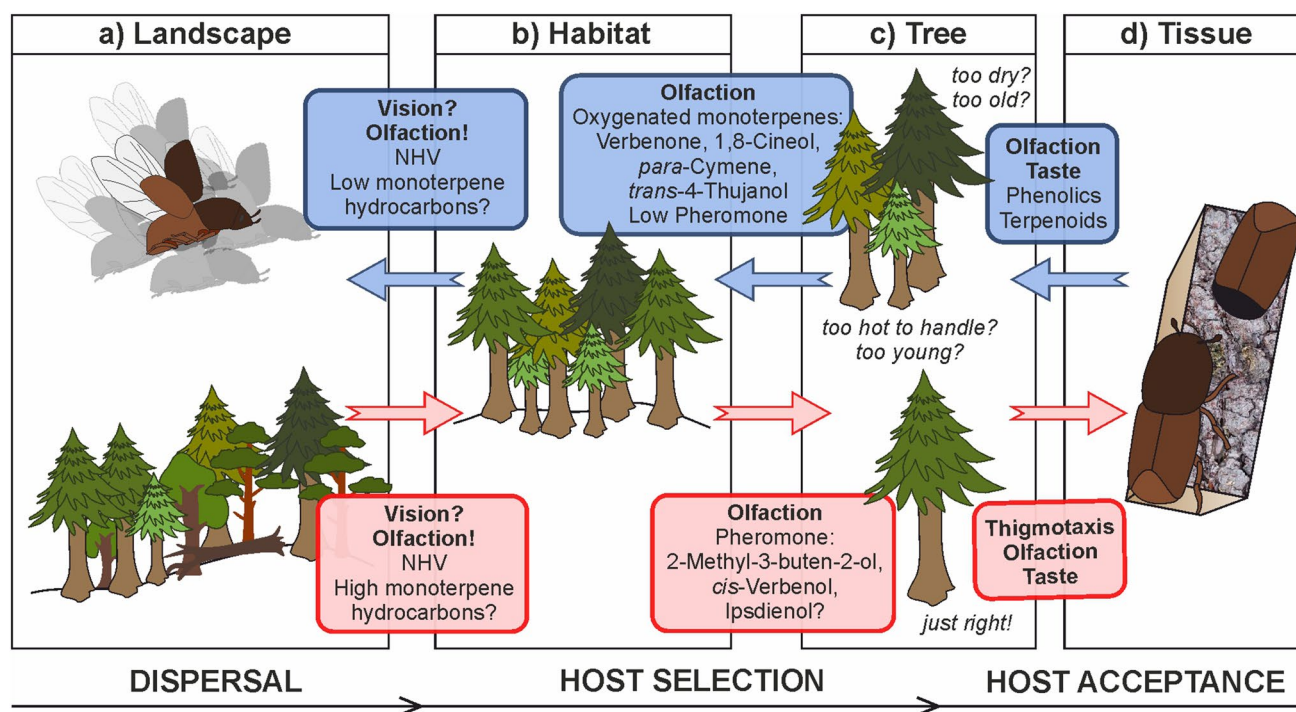 a) Landscape
b) Habitat
c) Tree
d) Tissue
Vision?
Olfaction!
NHV
Low monoterpene
hydrocarbons?
Olfaction
Oxygenated monoterpenes:
Verbenone, 1,8-Cineol,
para-Cymene,
trans-4-Thujanol
Low Pheromone
too dry?
too old?
Olfaction
Taste
Phenolics
Terpenoids
too hot to handle?
too young?
Vision?
Olfaction!
NHV
High monoterpene
hydrocarbons?
Olfaction
Pheromone:
2-Methyl-3-buten-2-ol,
cis-Verbenol,
Ipsdienol?
just right!
Thigmotaxis
Olfaction
Taste
DISPERSAL
HOST SELECTION
HOST ACCEPTANCE